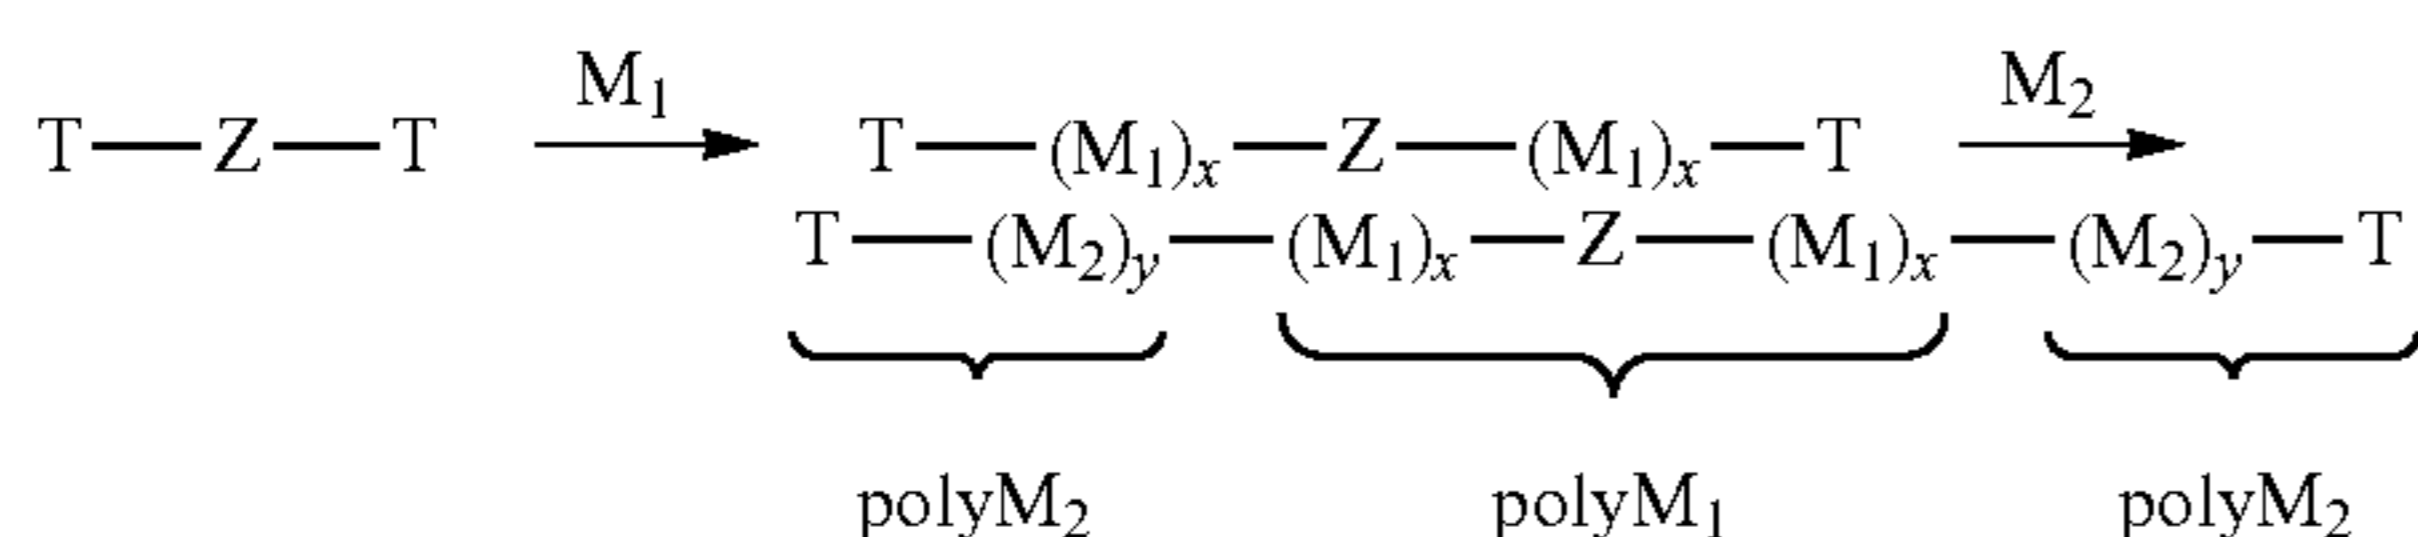 M₁ M₂
T—Z—T ⟶ T—(M₁)ₓ—Z—(M₁)ₓ—T ⟶
T—(M₂)ᵧ—(M₁)ₓ—Z—(M₁)ₓ—(M₂)ᵧ—T
polyM₂ polyM₁ polyM₂